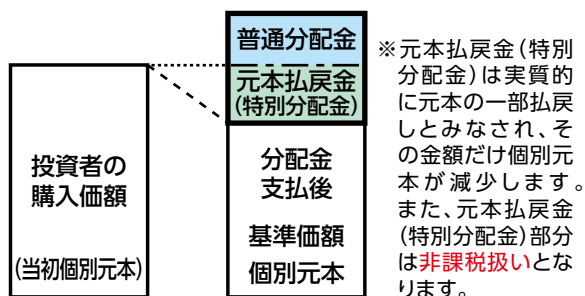 普通分配金
元本払戻金
(特別分配金)
投資者の
購入価額
(当初個別元本)
分配金
支払後
基準価額
個別元本
※元本払戻金(特別
分配金)は実質的
に元本の一部払戻
しとみなされ、そ
の金額だけ個別元
本が減少します。
また、元本払戻金
(特別分配金)部分
は非課税扱いとな
ります。